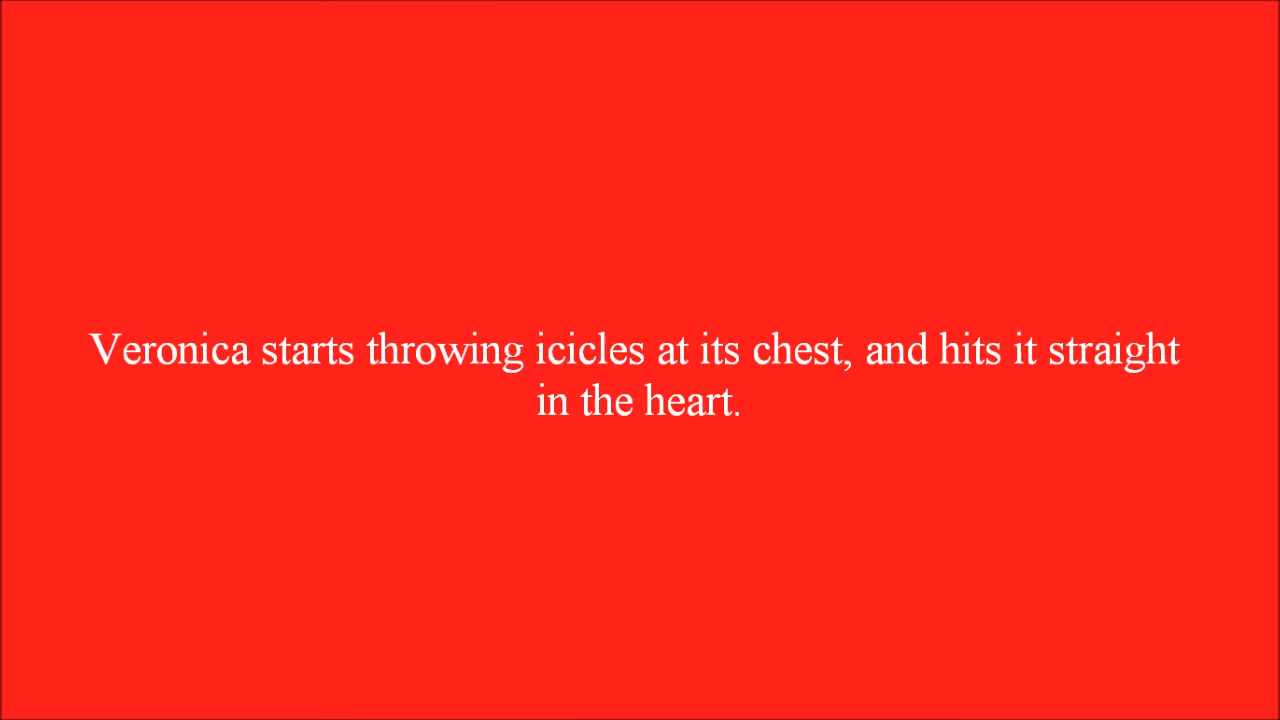 Veronica starts throwing icicles at its chest, and hits it straight
in the heart.